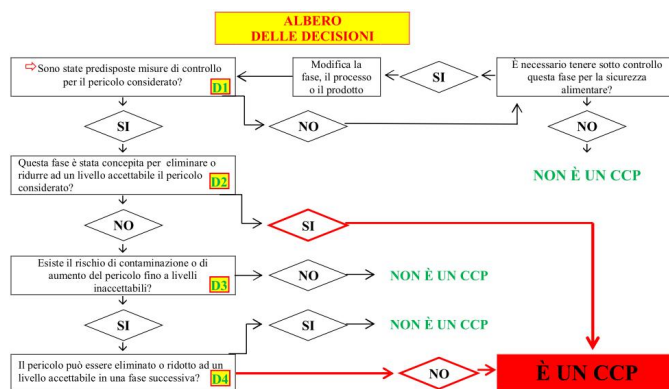 ALBERO
DELLE DECISIONI
⇨Sono state predisposte misure di controllo
per il pericolo considerato?
D1
Modifica la
fase, il processo
o il prodotto
SI
È necessario tenere sotto controllo
questa fase per la sicurezza
alimentare?
SI
NO
NO
NON È UN CCP
Questa fase è stata concepita per eliminare o
ridurre ad un livello accettabile il pericolo
considerato?
D2
NO
SI
Esiste il rischio di contaminazione o di
aumento del pericolo fino a livelli
inaccettabili?
D3
NO
NON È UN CCP
SI
SI
NON È UN CCP
Il pericolo può essere eliminato o ridotto ad un
livello accettabile in una fase successiva?
D4
NO
È UN CCP